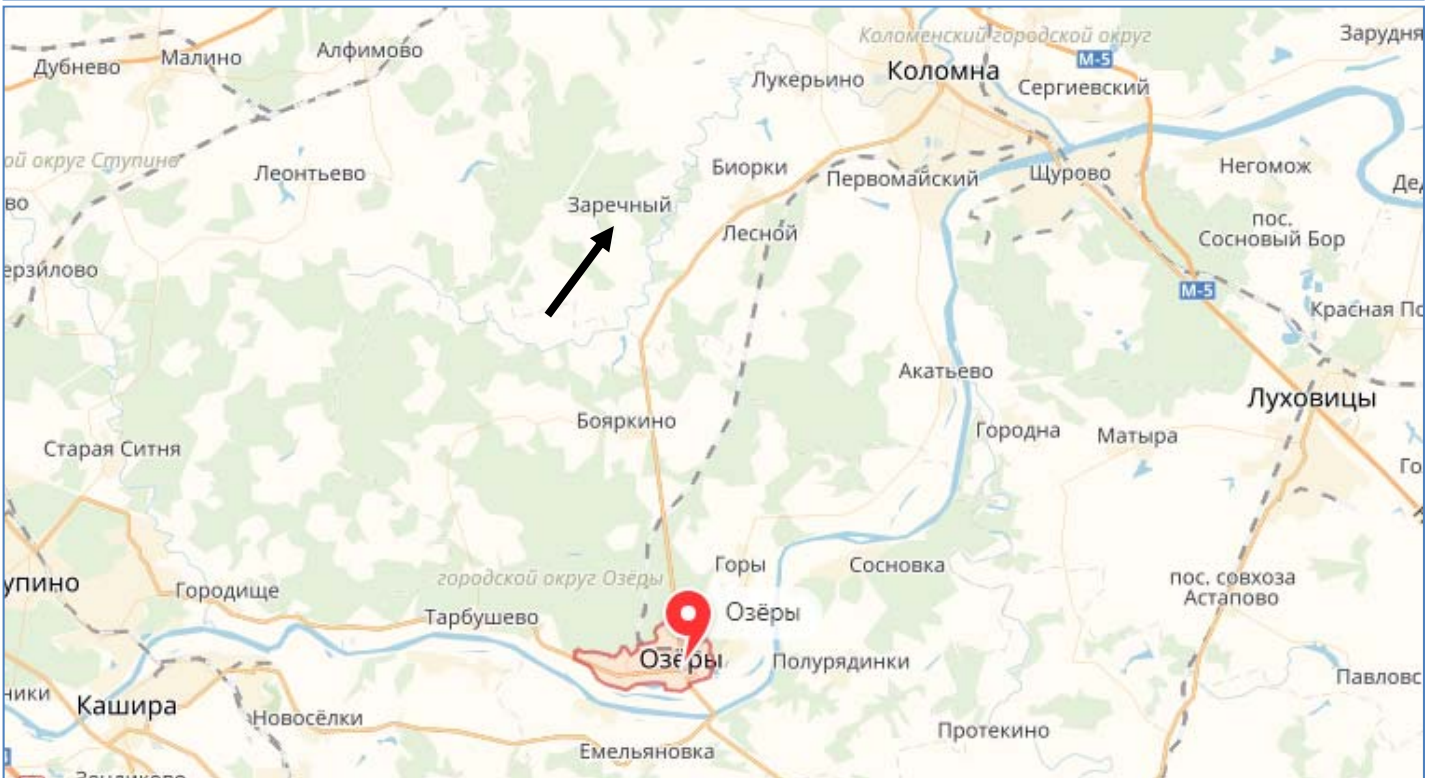 Коломенский городской округ
Зарудня
Малино
Алфимово
М-5
Дубнево
Лукерьино
Коломна
Сергиевский
ой округ Ступино
Леонтьево
Биорки
Первомайский
Щурово
Негомож
во
Заречный
Лесной
пос.
Сосновый Бор
ерзилово
М-5
Красная По
Акатьево
Луховицы
Бояркино
Городна
Матыра
Старая Ситня
Го
упино
Городище
городской округ Озёры
Горы
Сосновка
пос. совхоза
Астапово
Тарбушево
Озёры
Озёры
Полурядинки
Павловс
ники
Кашира
Новосёлки
Протекино
Емельяновка